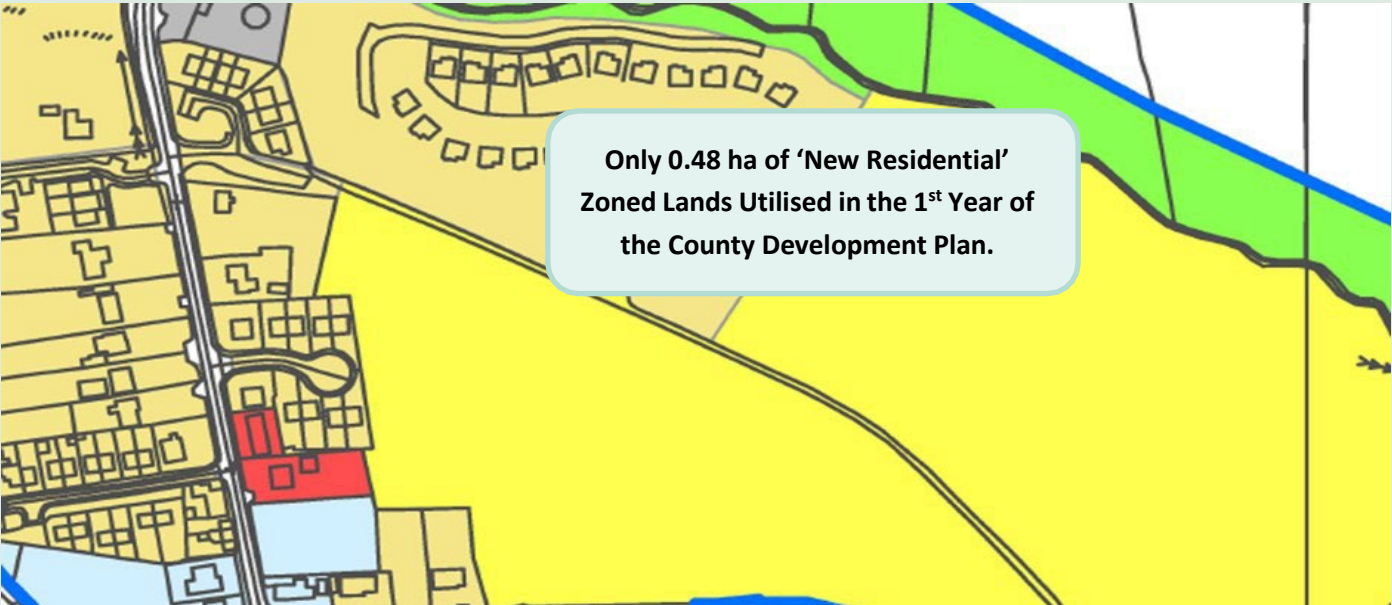 Only 0.48 ha of ‘New Residential’
Zoned Lands Utilised in the 1st Year of
the County Development Plan.